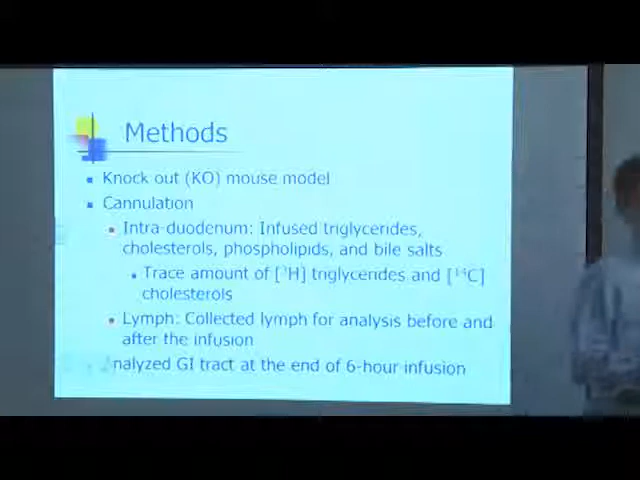 Methods
Knock out (KO) mouse model
Cannulation
Intra-duodenum: Infused triglycerides,
cholesterols, phospholipids, and bile salts
Trace amount of [³H] triglycerides and [¹⁴C]
cholesterols
Lymph: Collected lymph for analysis before and
after the infusion
nalyzed GI tract at the end of 6-hour infusion